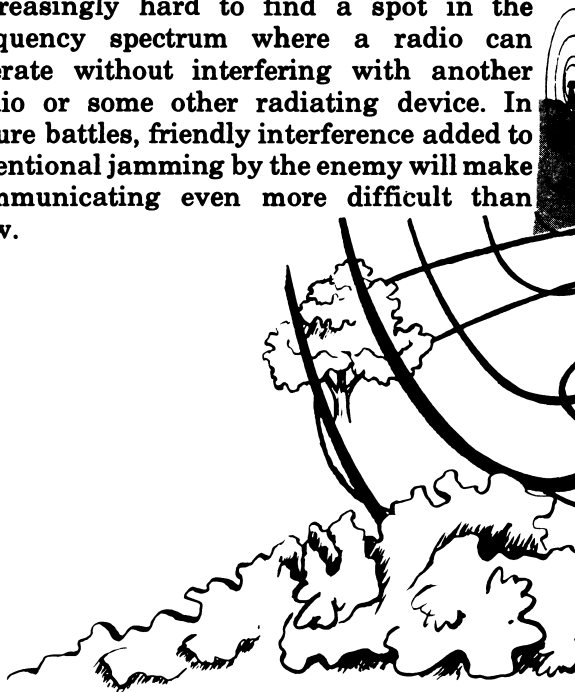 reasingly hard to find a spot in the
quency spectrum where a radio can
erate without interfering with another
io or some other radiating device. In
ure battles, friendly interference added to
entional jamming by the enemy will make
mmunicating even more difficult than
w.